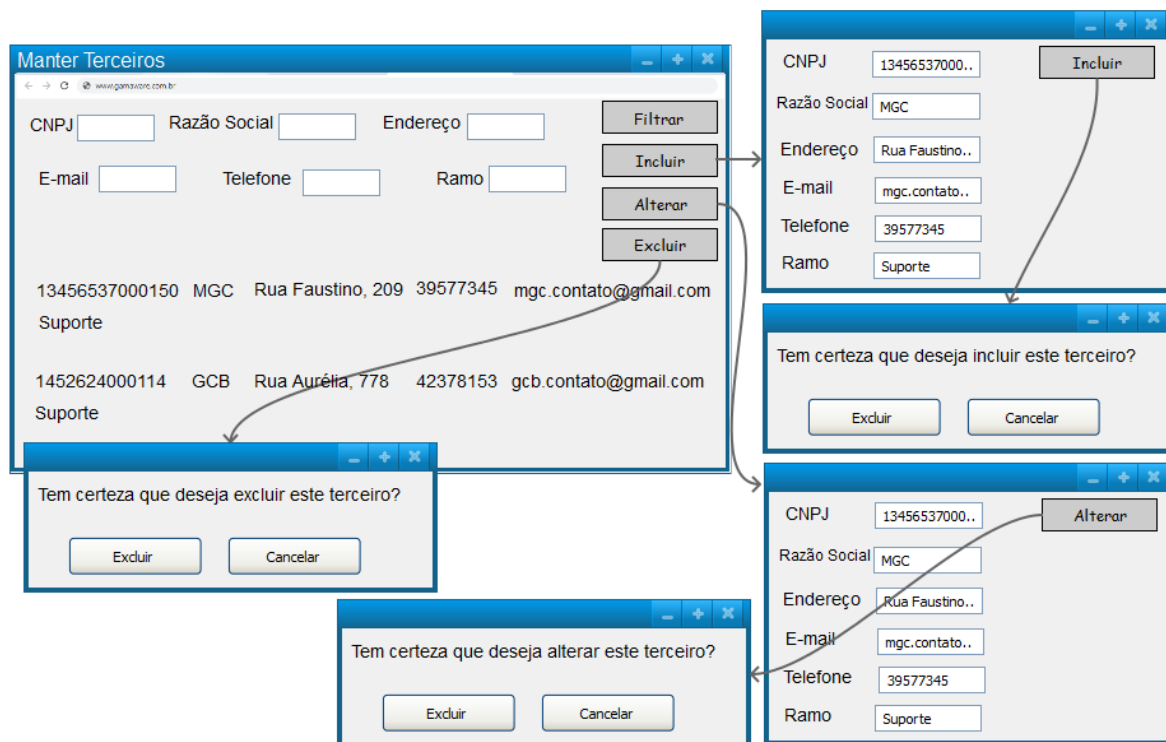 Manter Terceiros
www.gamaware.com.br
CNPJ Razão Social Endereço Filtrar
E-mail Telefone Ramo Incluir
Alterar
Excluir
13456537000150 MGC Rua Faustino, 209 39577345 mgc.contato@gmail.com
Suporte
1452624000114 GCB Rua Aurélia, 778 42378153 gcb.contato@gmail.com
Suporte
CNPJ 13456537000.. Incluir
Razão Social MGC
Endereço Rua Faustino..
E-mail mgc.contato..
Telefone 39577345
Ramo Suporte
Tem certeza que deseja incluir este terceiro?
Excluir Cancelar
Tem certeza que deseja excluir este terceiro?
Excluir Cancelar
CNPJ 13456537000.. Alterar
Razão Social MGC
Endereço Rua Faustino..
E-mail mgc.contato..
Telefone 39577345
Ramo Suporte
Tem certeza que deseja alterar este terceiro?
Excluir Cancelar